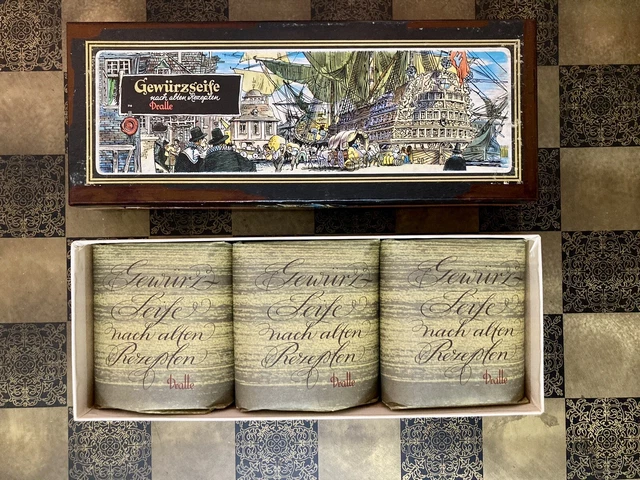 Gewürzseife
nach alten Rezepten
Dralle
Gewürz
Seife
nach alten
Rezepten
Dralle
Gewürz
Seife
nach alten
Rezepten
Dralle
Gewürz
Seife
nach alten
Rezepten
Dralle